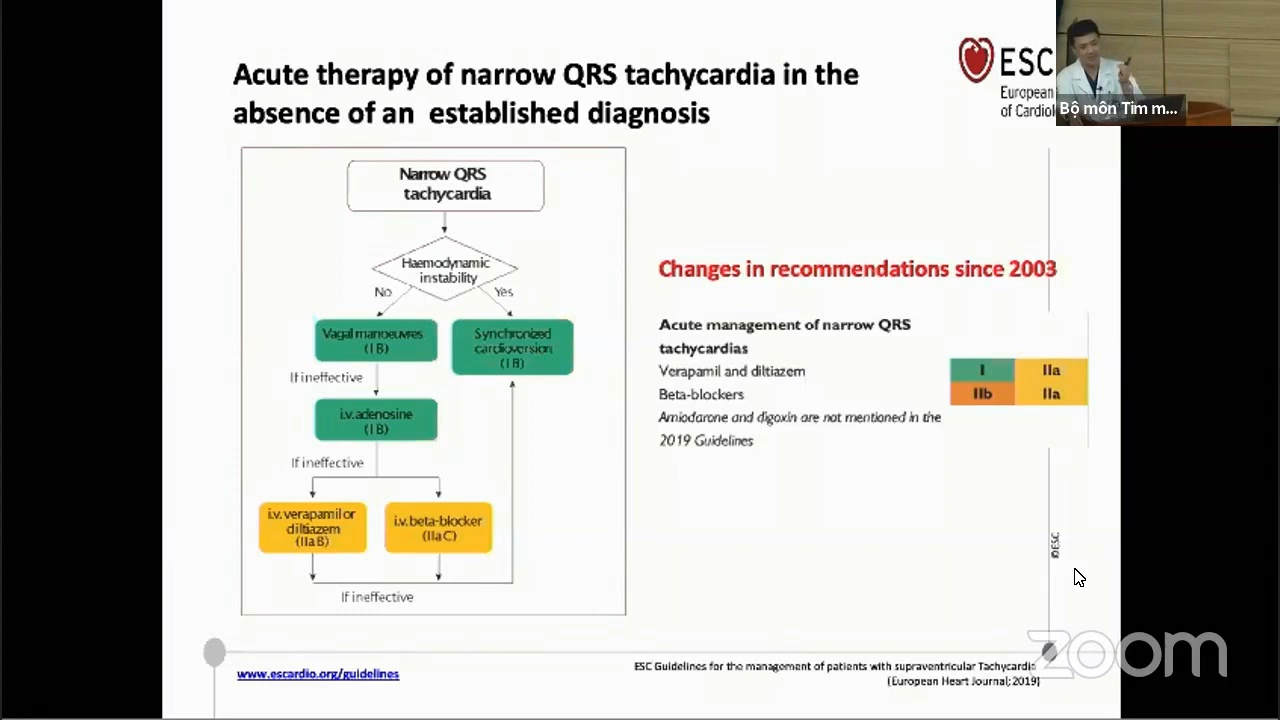 Acute therapy of narrow QRS tachycardia in the
absence of an established diagnosis
ESC
European
of Cardiol
Bộ môn Tim m...
Narrow QRS
tachycardia
Haemodynamic
instability
No
Yes
Vagal manoeuvres
(I B)
Synchronized
cardioversion
(I B)
If ineffective
i.v. adenosine
(I B)
If ineffective
i.v. verapamil or
diltiazem
(IIa B)
i.v. beta-blocker
(IIa C)
If ineffective
Changes in recommendations since 2003
Acute management of narrow QRS
tachycardias
Verapamil and diltiazem
I
IIa
Beta-blockers
IIb
IIa
Amiodarone and digoxin are not mentioned in the
2019 Guidelines
©ESC
www.escardio.org/guidelines
ESC Guidelines for the management of patients with supraventricular Tachycardia
(European Heart Journal;2019)
zoom